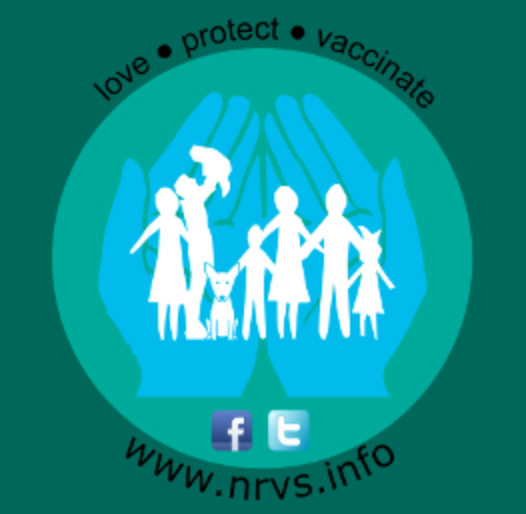 love • protect • vaccinate
f t
www.nrvs.info